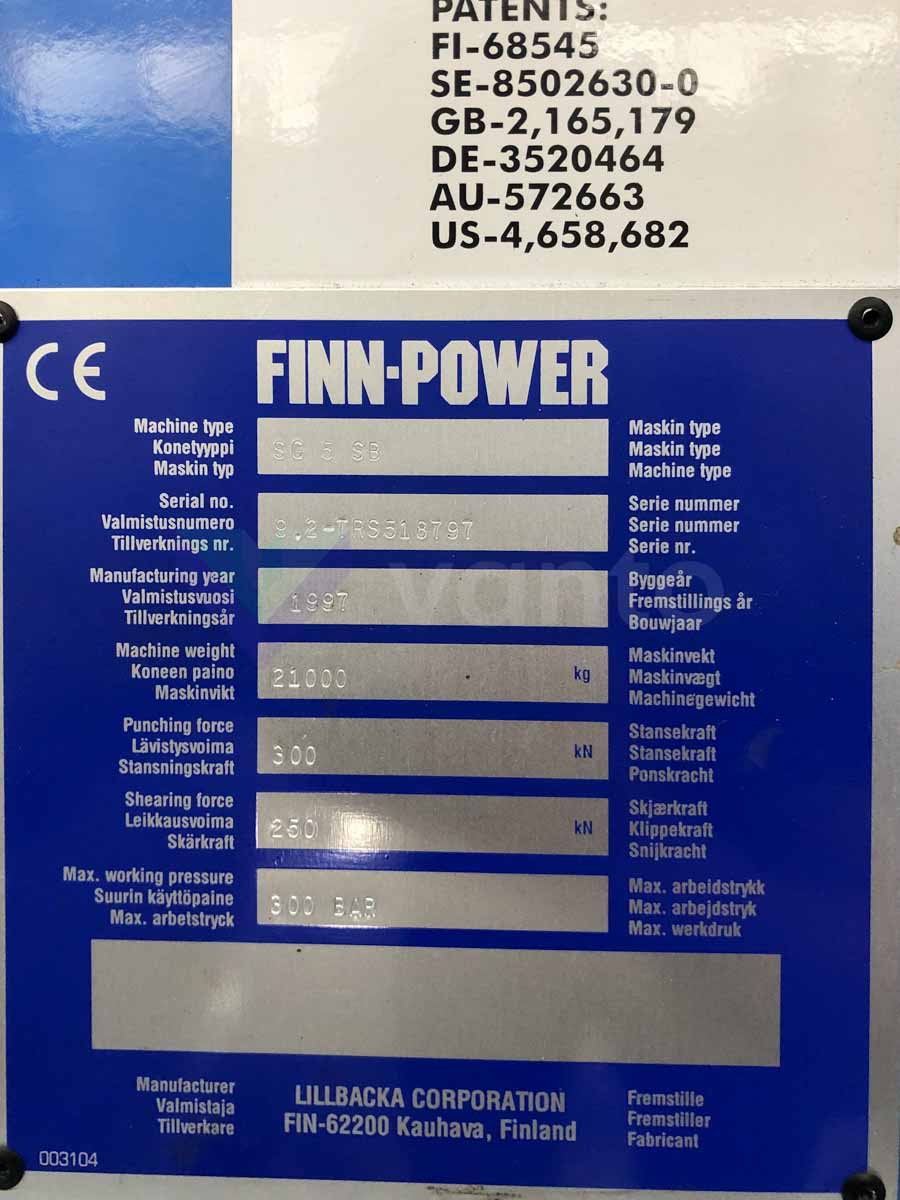 PATENTS:
FI-68545
SE-8502630-0
GB-2,165,179
DE-3520464
AU-572663
US-4,658,682
CE FINN-POWER
Machine type
Konetyyppi
Maskin typ
SG 5 SB
Maskin type
Maskin type
Machine type
Serial no.
Valmistusnumero
Tillverknings nr.
9.2-TRS518797
Serie nummer
Serie nummer
Serie nr.
Manufacturing year
Valmistusvuosi
Tillverkningsår
1997
Byggeår
Fremstillings år
Bouwjaar
vanto
Machine weight
Koneen paino
Maskinvikt
21000 kg
Maskinvekt
Maskinvægt
Machinegewicht
Punching force
Lävistysvoima
Stansningskraft
300 kN
Stansekraft
Stansekraft
Ponskracht
Shearing force
Leikkausvoima
Skärkraft
250 kN
Skjærkraft
Klippekraft
Snijkracht
Max. working pressure
Suurin käyttöpaine
Max. arbetstryck
300 BAR
Max. arbeidstrykk
Max. arbejdstryk
Max. werkdruk
Manufacturer
Valmistaja
Tillverkare
LILLBACKA CORPORATION
FIN-62200 Kauhava, Finland
Fremstille
Fremstiller
Fabricant
003104